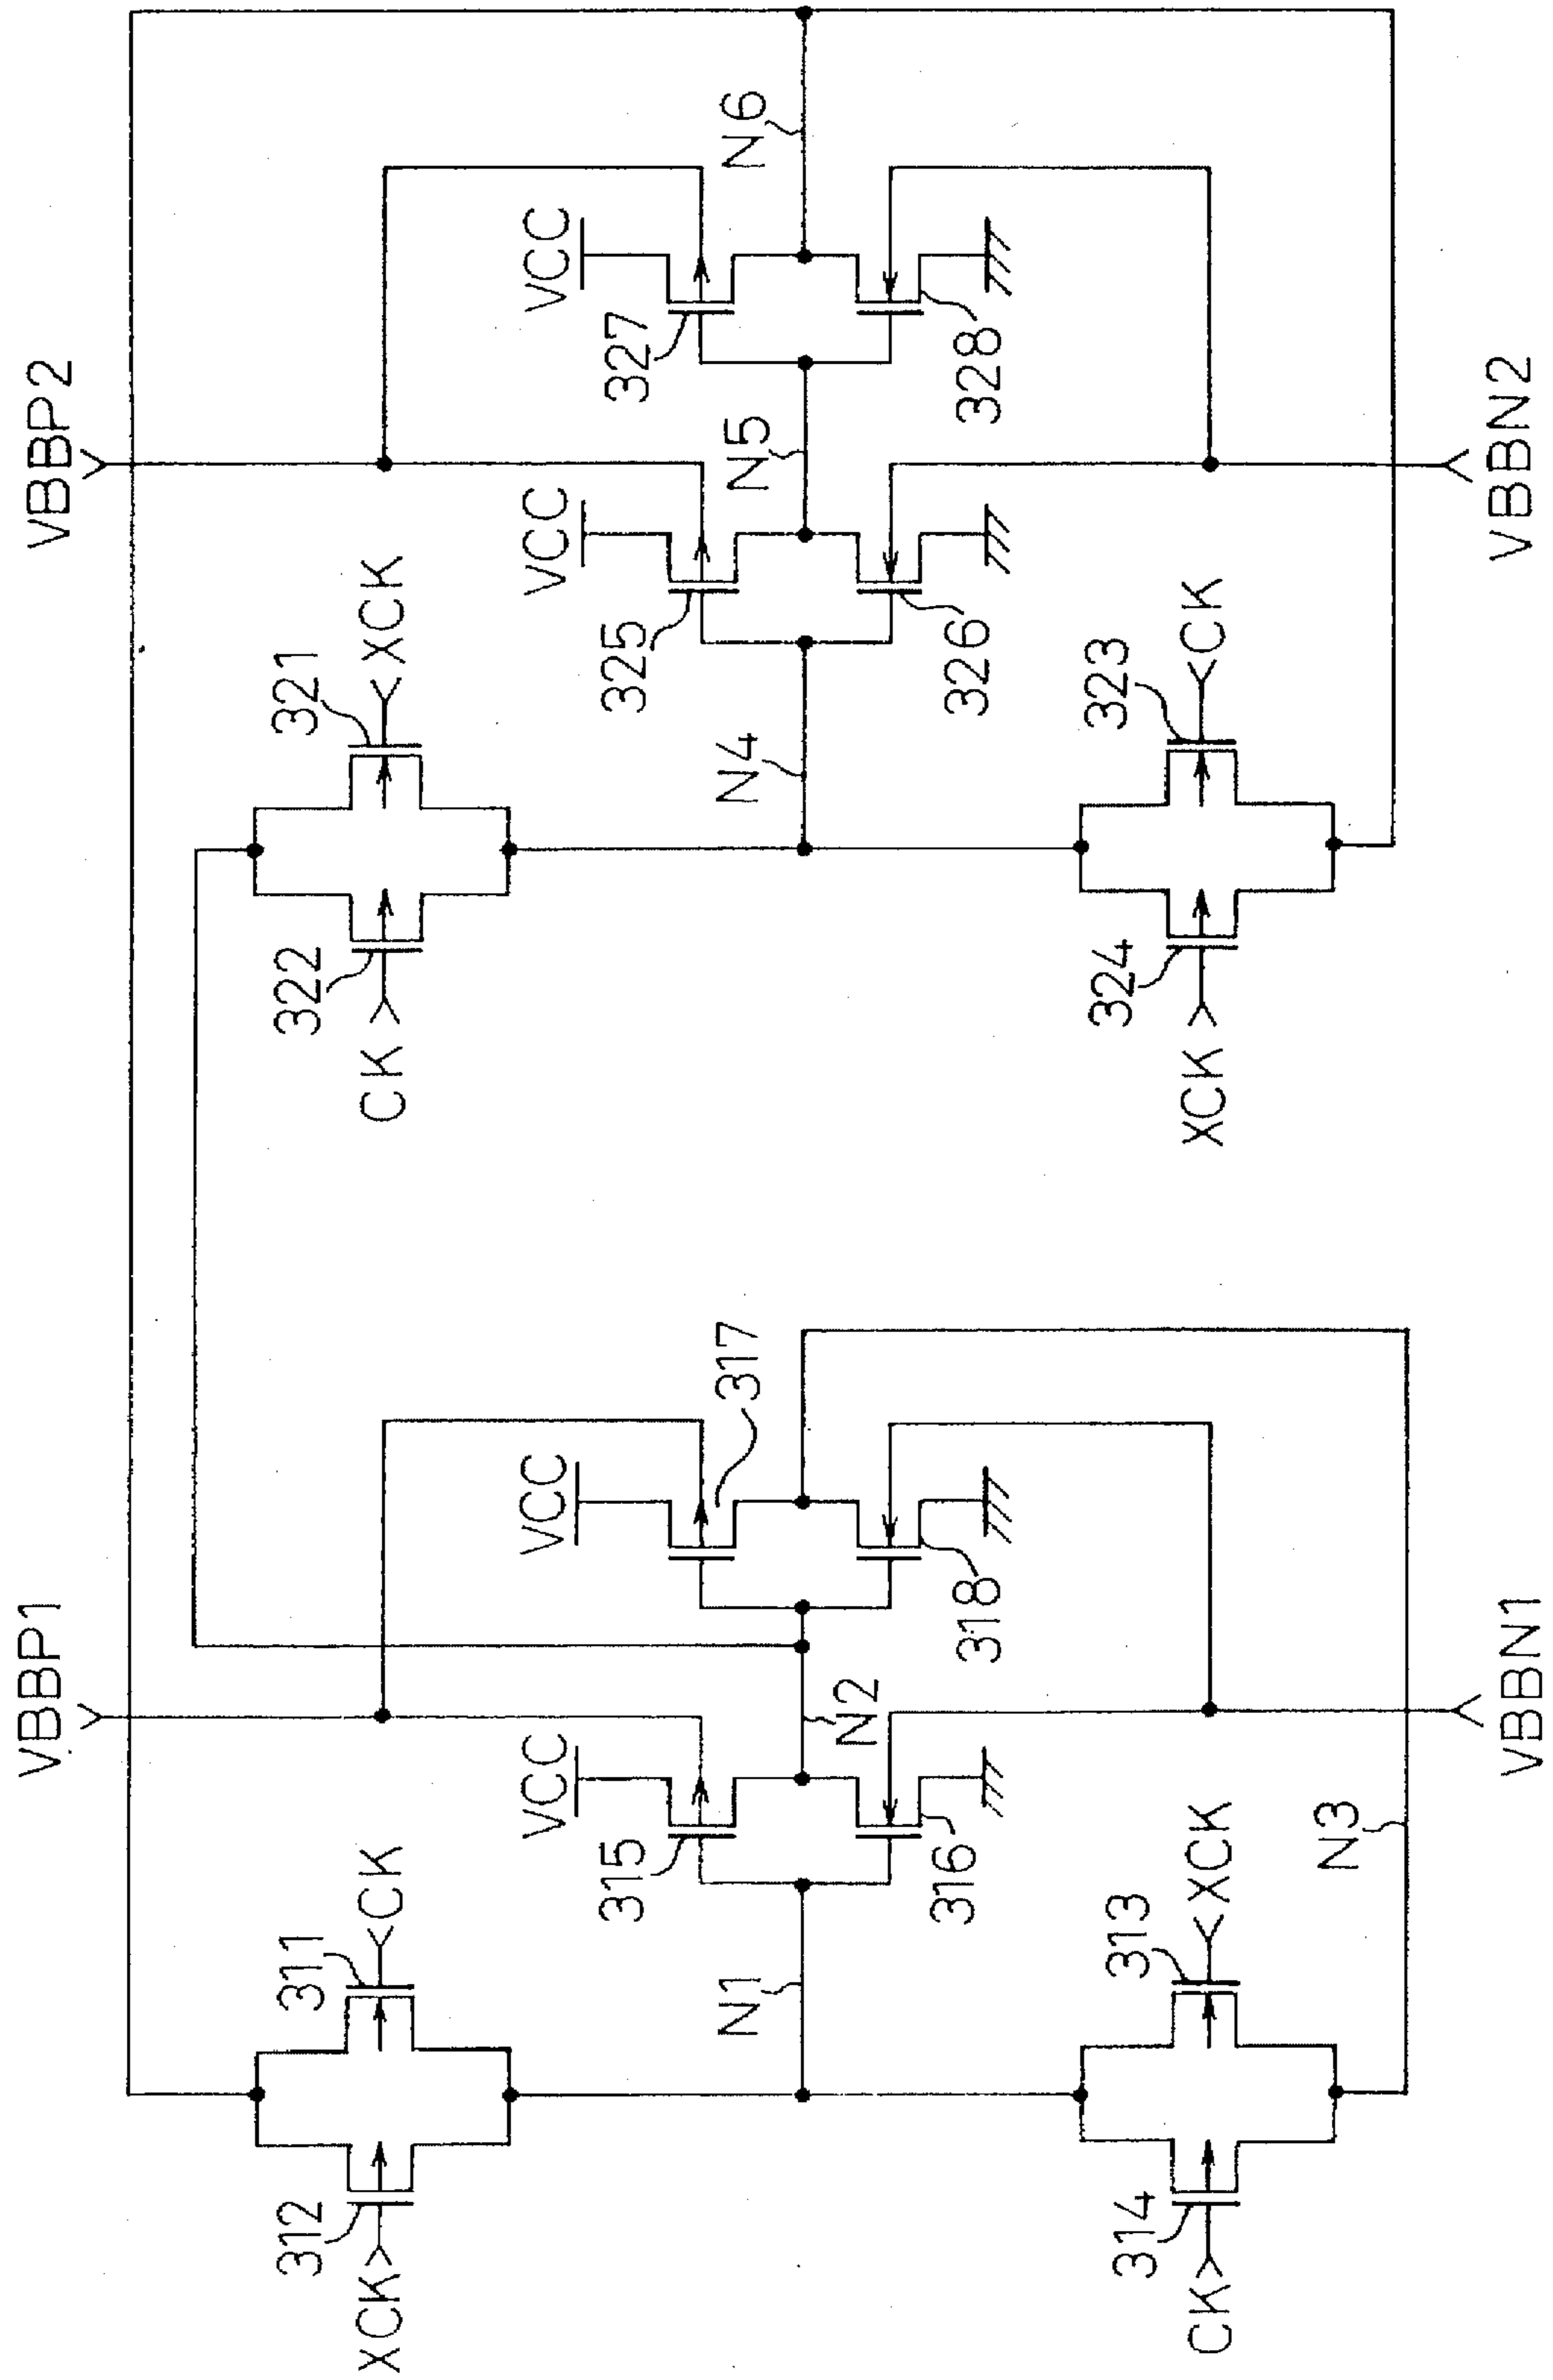 VBBP1
VBBP2
XCK
312
311
CK
CK
322
321
XCK
VCC
VCC
VCC
VCC
315
317
325
327
N1
N2
N4
N5
N6
316
318
326
328
CK
314
313
XCK
XCK
324
323
CK
N3
VBBN1
VBBN2